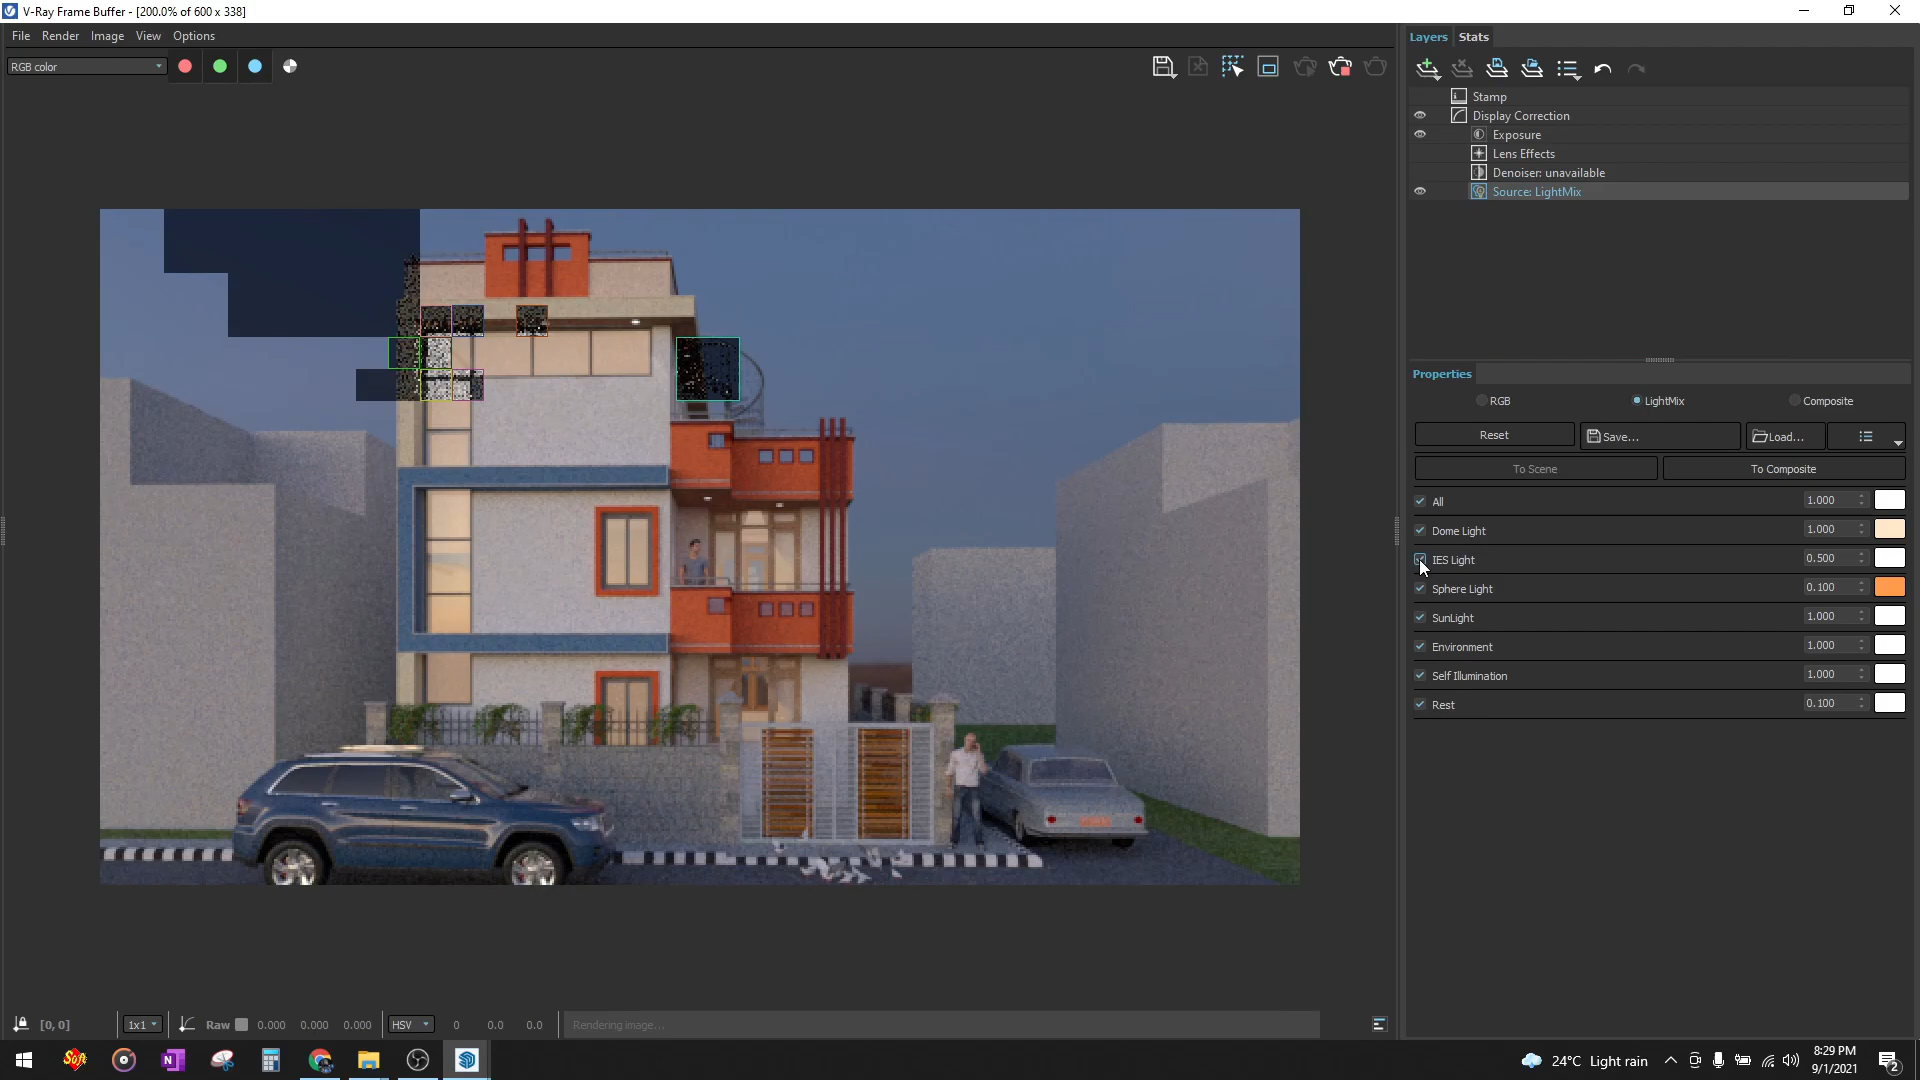 V-Ray Frame Buffer - [200.0% of 600 x 338]
File Render Image View Options
RGB color
Layers Stats
Stamp
Display Correction
Exposure
Lens Effects
Denoiser: unavailable
Source: LightMix
Properties
RGB LightMix Composite
Reset Save... Load...
To Scene To Composite
All 1.000
Dome Light 1.000
IES Light 0.500
Sphere Light 0.100
SunLight 1.000
Environment 1.000
Self Illumination 1.000
Rest 0.100
[0, 0] 1x1 Raw 0.000 0.000 0.000 HSV 0 0.0 0.0 Rendering image...
Soft N 24°C Light rain 8:29 PM
9/1/2021 2